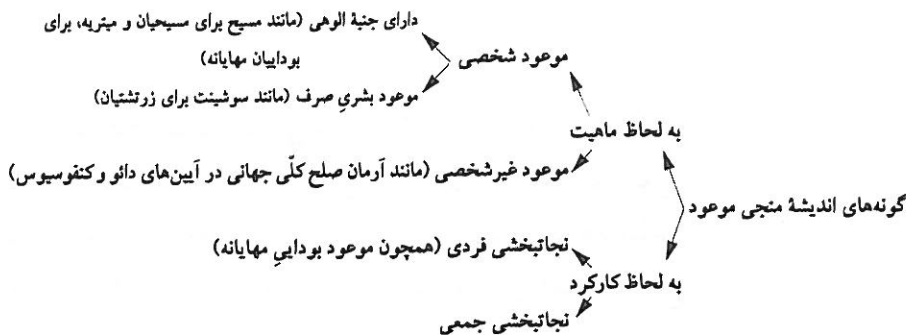 دارای جنبهٔ الوهی (مانند مسیح برای مسیحیان و میتریه، برای
بوداییان مهایانه)
موعود شخصی
موعود بشریِ صرف (مانند سوشینت برای زرتشتیان)
به لحاظ ماهیت
موعود غیرشخصی (مانند آرمان صلح کلّی جهانی در آیین‌های دائو و کنفوسیوس)
گونه‌های اندیشهٔ منجی موعود
نجاتبخشی فردی (همچون موعود بوداییِ مهایانه)
به لحاظ کارکرد
نجاتبخشی جمعی